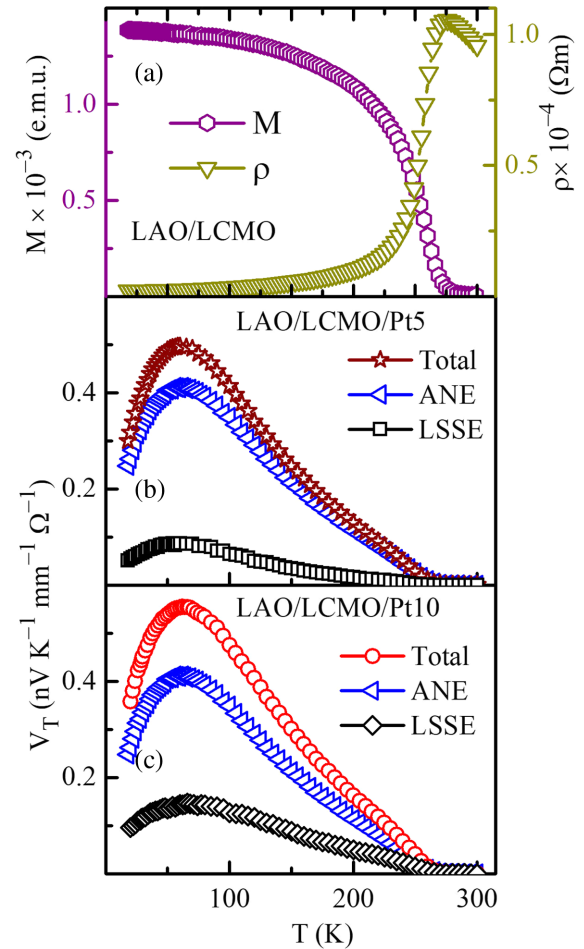 (a)
M
ρ
LAO/LCMO
M × 10⁻³ (e.m.u.)
1.0
0.5
1.0
0.5
ρ× 10⁻⁴ (Ωm)
LAO/LCMO/Pt5
Total
ANE
LSSE
(b)
0.4
0.2
LAO/LCMO/Pt10
Total
ANE
LSSE
(c)
0.4
0.2
V_T (nV K⁻¹ mm⁻¹ Ω⁻¹)
100 200 300
T (K)